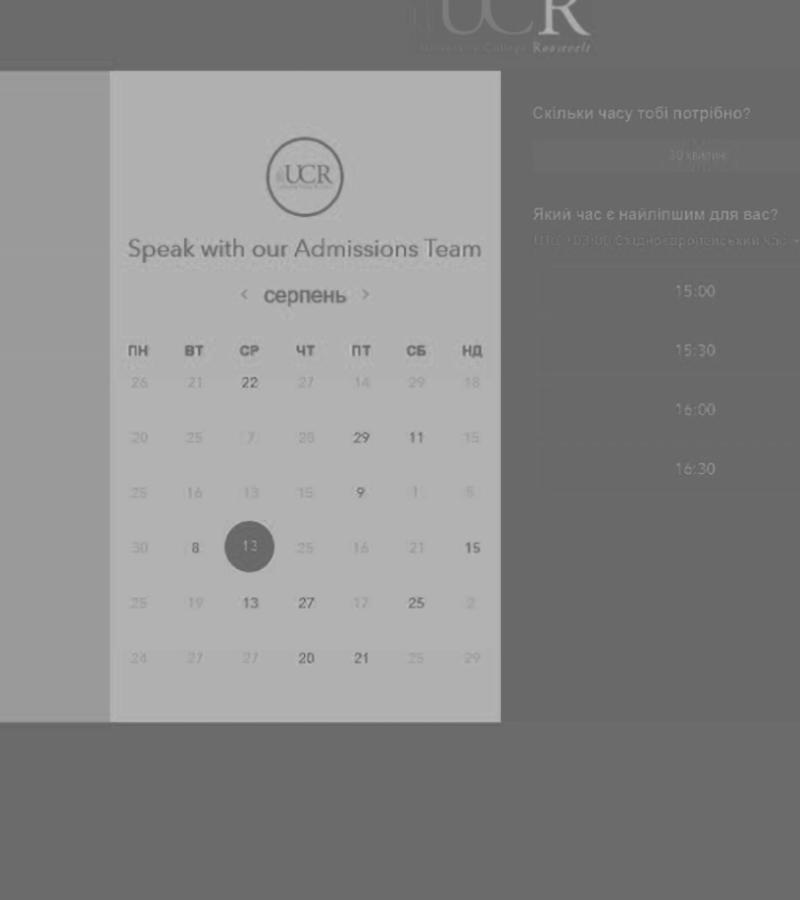 UCR
University College Roosevelt
UCR
Speak with our Admissions Team
< серпень >
ПН ВТ СР ЧТ ПТ СБ НД
26 21 22 27 14 29 18
20 25 7 28 29 11 15
25 16 13 15 9 1 5
30 8 13 25 16 21 15
25 19 13 27 17 25 2
24 27 27 20 21 25 29
Скільки часу тобі потрібно?
30 хвилин
Який час є найліпшим для вас?
UTC +03:00 Східноєвропейський час
15:00
15:30
16:00
16:30